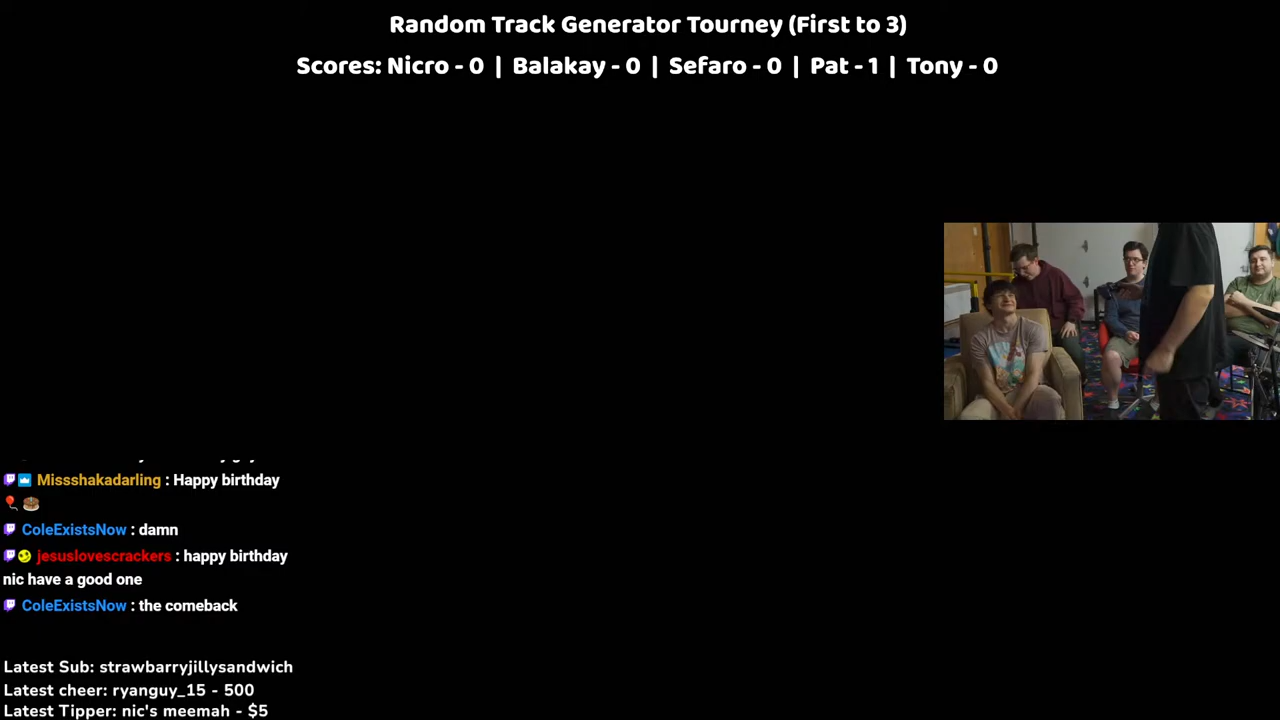 Random Track Generator Tourney (First to 3)
Scores: Nicro - 0 | Balakay - 0 | Sefaro - 0 | Pat - 1 | Tony - 0
Missshakadarling : Happy birthday
ColeExistsNow : damn
jesuslovescrackers : happy birthday
nic have a good one
ColeExistsNow : the comeback
Latest Sub: strawbarryjillysandwich
Latest cheer: ryanguy_15 - 500
Latest Tipper: nic's meemah - $5